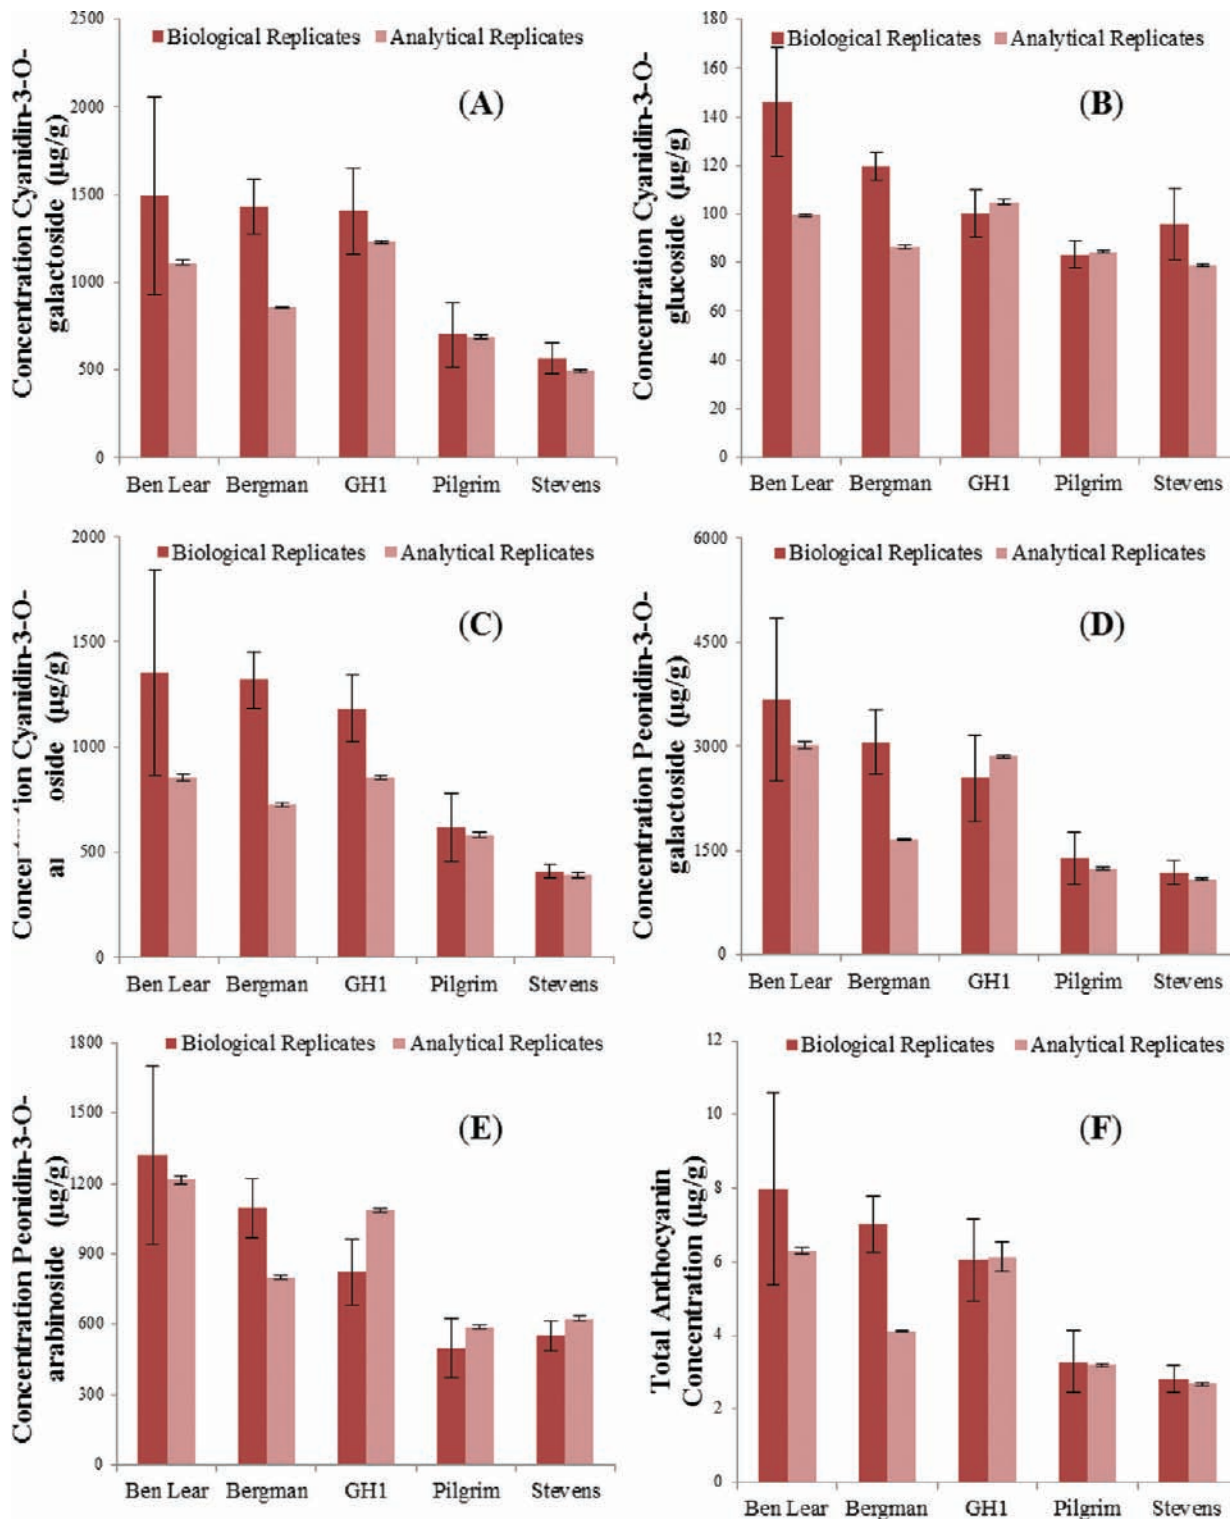 Concentration Cyanidin-3-O-
galactoside (µg/g)
2500
2000
1500
1000
500
0
Biological Replicates Analytical Replicates
(A)
Ben Lear Bergman GH1 Pilgrim Stevens
Concentration Cyanidin-3-O-
glucoside (µg/g)
180
160
140
120
100
80
60
40
20
0
Biological Replicates Analytical Replicates
(B)
Ben Lear Bergman GH1 Pilgrim Stevens
Cyanidin-3-O-
(µg/g)
2000
1500
1000
500
0
Biological Replicates Analytical Replicates
(C)
Ben Lear Bergman GH1 Pilgrim Stevens
Concentration Peonidin-3-O-
galactoside (µg/g)
6000
4500
3000
1500
0
Biological Replicates Analytical Replicates
(D)
Ben Lear Bergman GH1 Pilgrim Stevens
Concentration Peonidin-3-O-
arabinoside (µg/g)
1800
1500
1200
900
600
300
0
Biological Replicates Analytical Replicates
(E)
Ben Lear Bergman GH1 Pilgrim Stevens
Total Anthocyanin
Concentration (µg/g)
12
10
8
6
4
2
0
Biological Replicates Analytical Replicates
(F)
Ben Lear Bergman GH1 Pilgrim Stevens